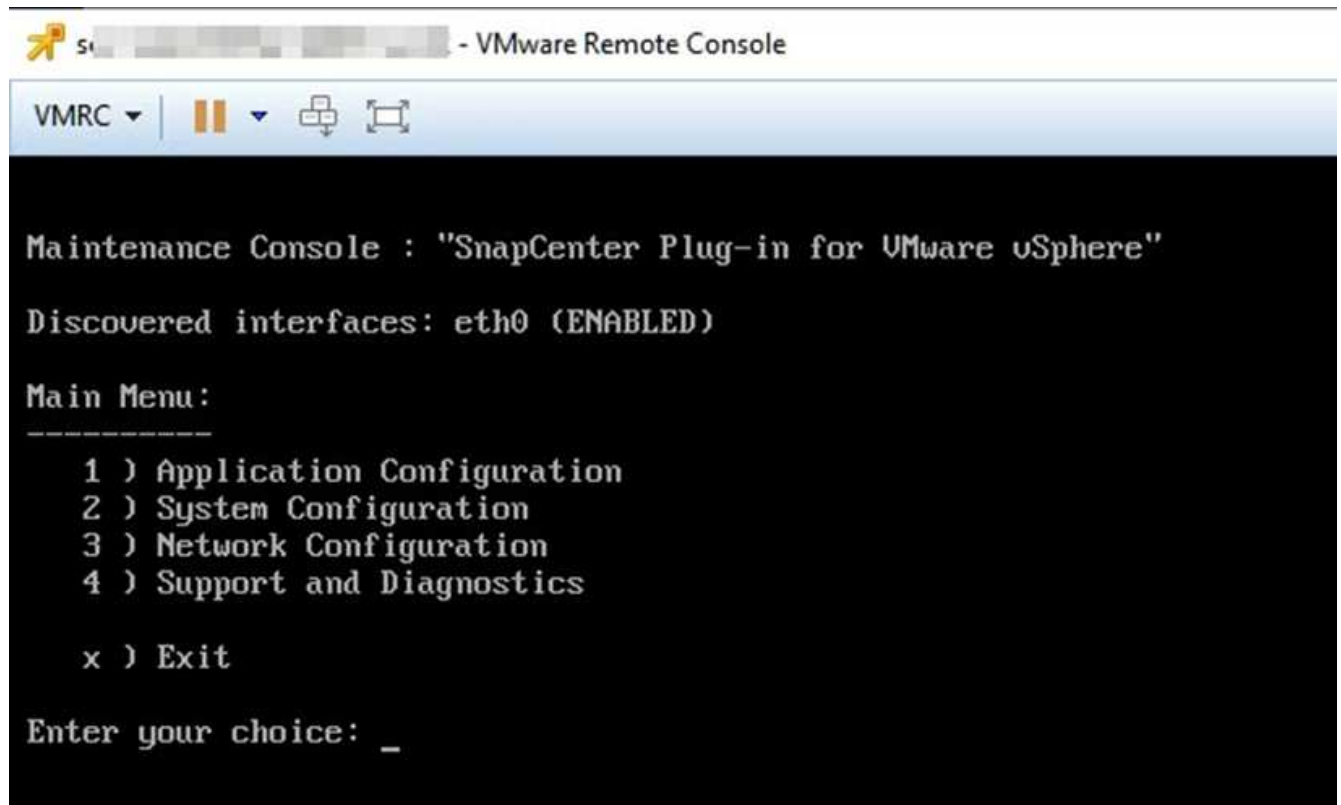 - VMware Remote Console
VMRC
Maintenance Console : "SnapCenter Plug-in for VMware vSphere"
Discovered interfaces: eth0 (ENABLED)
Main Menu:
----------
1 ) Application Configuration
2 ) System Configuration
3 ) Network Configuration
4 ) Support and Diagnostics
x ) Exit
Enter your choice: _